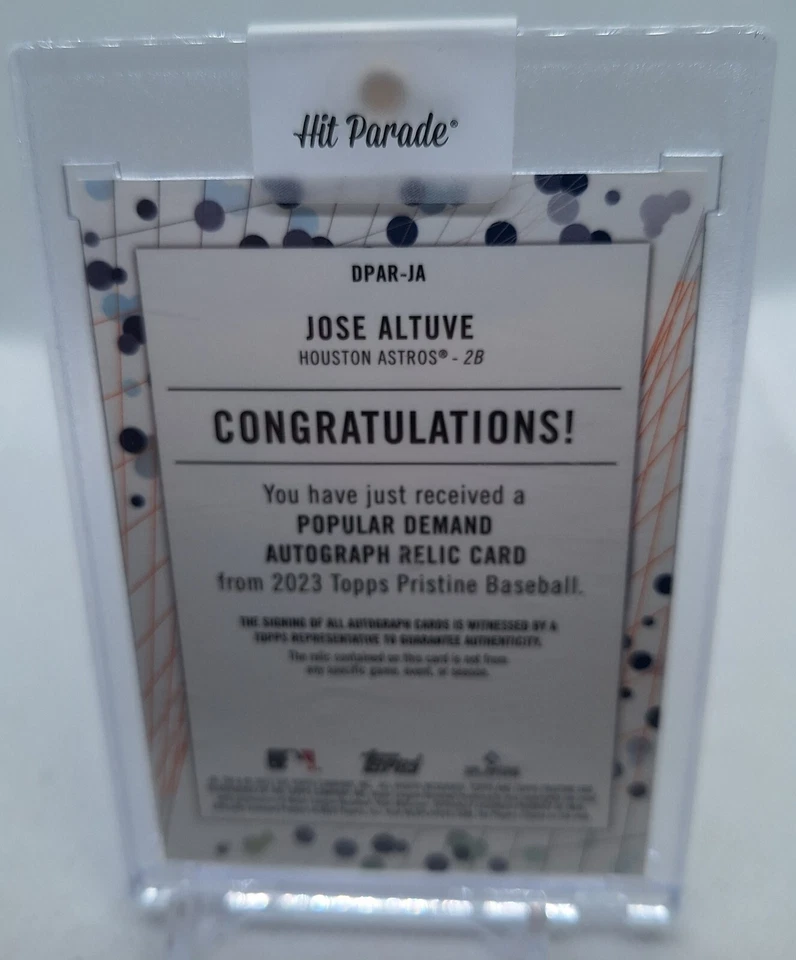 Hit Parade®
DPAR-JA
JOSE ALTUVE
HOUSTON ASTROS® - 2B
CONGRATULATIONS!
You have just received a
POPULAR DEMAND
AUTOGRAPH RELIC CARD
from 2023 Topps Pristine Baseball.
THE SIGNING OF ALL AUTOGRAPH CARDS IS WITNESSED BY A
TOPPS REPRESENTATIVE TO GUARANTEE AUTHENTICITY.
The relic contained on this card is not from
any specific game, event, or season.
Topps